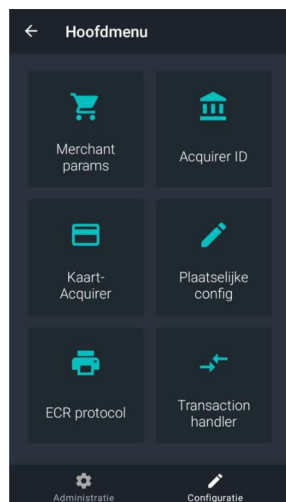 Hoofdmenu
Merchant
params
Acquirer ID
Kaart-
Acquirer
Plaatselijke
config
ECR protocol
Transaction
handler
Administratie
Configuratie